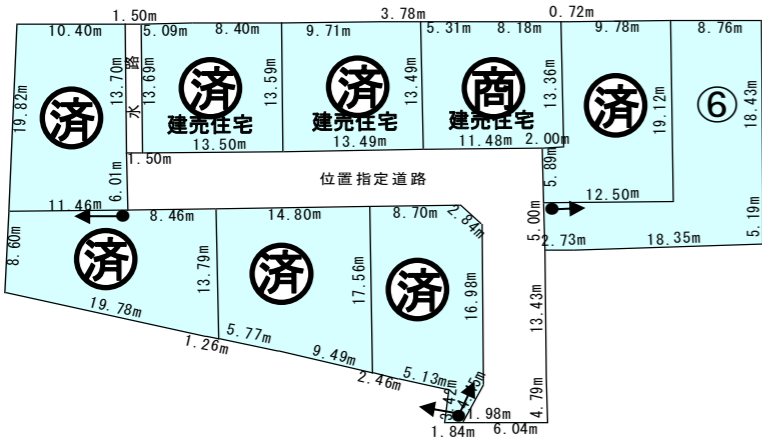 1.50m 3.78m 0.72m
10.40m 5.09m 8.40m 9.71m 5.31m 8.18m 9.78m 8.76m
19.82m 済 13.70m 水路 13.69m 済 13.59m 済 13.49m 商 13.36m 済 19.12m ⑥ 18.43m
建売住宅 建売住宅 建売住宅
13.50m 13.49m 11.48m 2.00m
1.50m
6.01m 位置指定道路 5.89m 12.50m
11.46m 8.46m 14.80m 8.70m 2.84m 5.00m 5.19m
8.60m 済 13.79m 済 17.56m 済 16.98m 2.73m 18.35m
19.78m 13.43m
1.26m 5.77m 9.49m
2.46m 5.13m
4.79m
1.98m
1.84m 6.04m